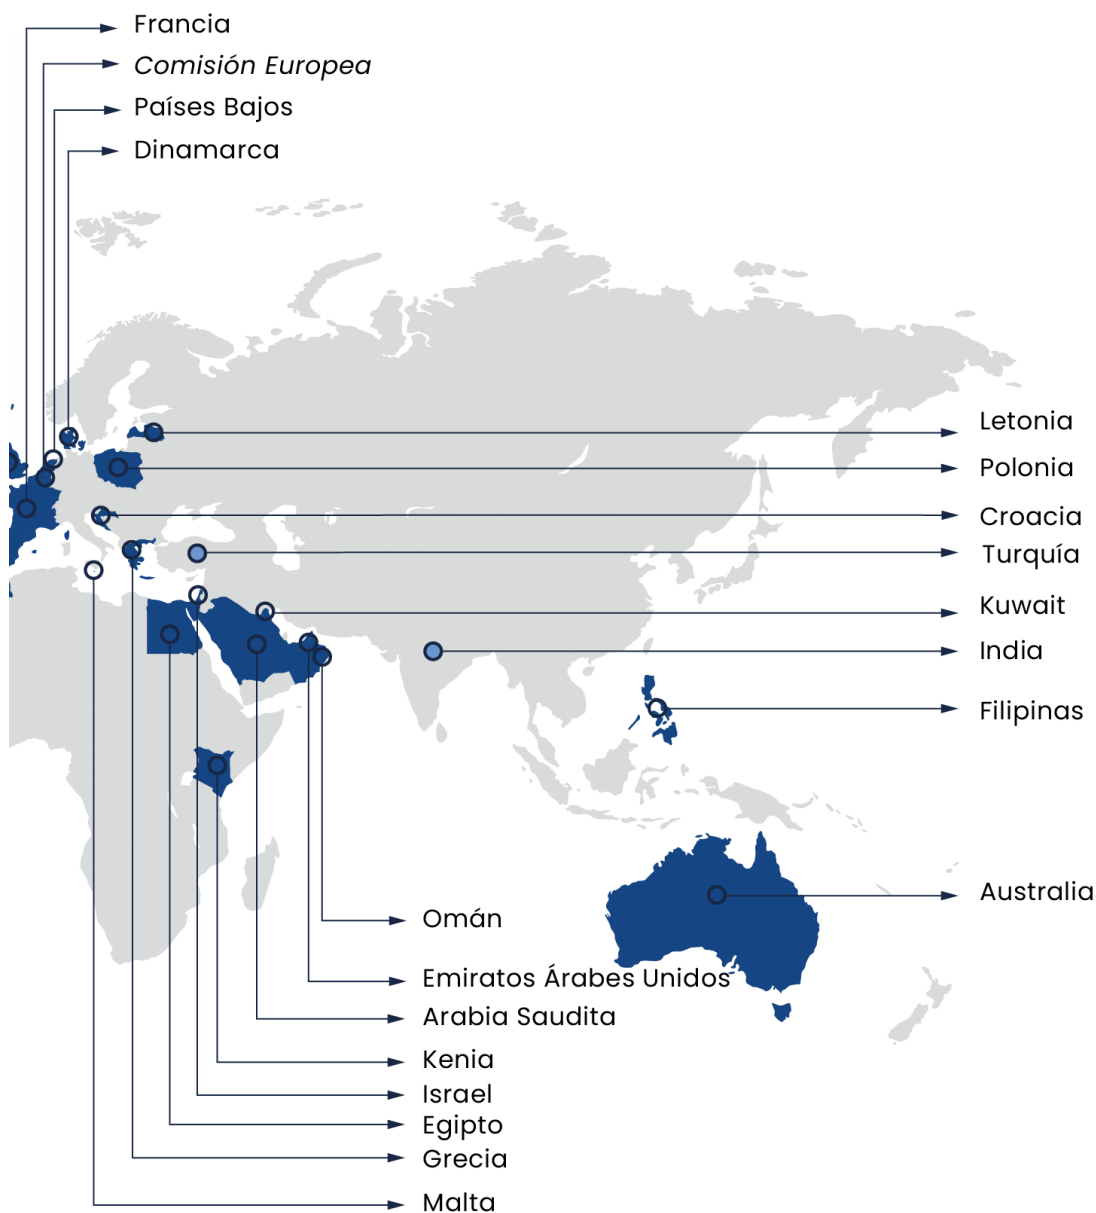 Francia
Comisión Europea
Países Bajos
Dinamarca
Letonia
Polonia
Croacia
Turquía
Kuwait
India
Filipinas
Australia
Omán
Emiratos Árabes Unidos
Arabia Saudita
Kenia
Israel
Egipto
Grecia
Malta